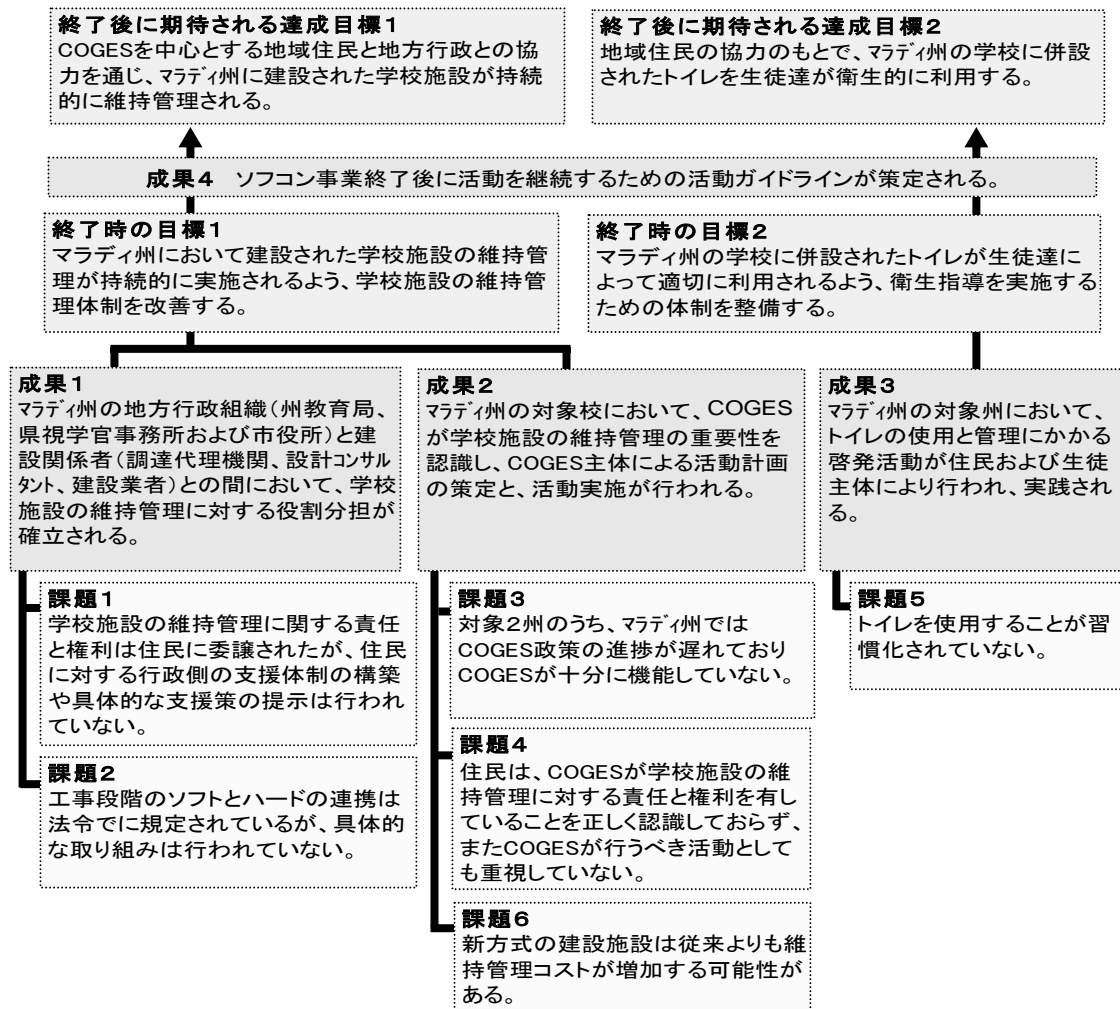 終了後に期待される達成目標1
COGESを中心とする地域住民と地方行政との協
力を通じ、マラディ州に建設された学校施設が持続
的に維持管理される。
終了後に期待される達成目標2
地域住民の協力のもとで、マラディ州の学校に併設
されたトイレを生徒達が衛生的に利用する。
成果4 ソフコン事業終了後に活動を継続するための活動ガイドラインが策定される。
終了時の目標1
マラディ州において建設された学校施設の維持管
理が持続的に実施されるよう、学校施設の維持管
理体制を改善する。
終了時の目標2
マラディ州の学校に併設されたトイレが生徒達に
よって適切に利用されるよう、衛生指導を実施する
ための体制を整備する。
成果1
マラディ州の地方行政組織(州教育局、
県視学官事務所および市役所)と建
設関係者(調達代理機関、設計コンサル
タント、建設業者)との間において、学校
施設の維持管理に対する役割分担が
確立される。
成果2
マラディ州の対象校において、COGES
が学校施設の維持管理の重要性を
認識し、COGES主体による活動計画
の策定と、活動実施が行われる。
成果3
マラディ州の対象州において、
トイレの使用と管理にかかる
啓発活動が住民および生徒
主体により行われ、実践され
る。
課題1
学校施設の維持管理に関する責任
と権利は住民に委譲されたが、住民
に対する行政側の支援体制の構築
や具体的な支援策の提示は行われ
ていない。
課題2
工事段階のソフトとハードの連携は
法令でに規定されているが、具体的
な取り組みは行われていない。
課題3
対象2州のうち、マラディ州では
COGES政策の進捗が遅れており
COGESが十分に機能していない。
課題4
住民は、COGESが学校施設の維
持管理に対する責任と権利を有し
ていることを正しく認識しておらず、
またCOGESが行うべき活動として
も重視していない。
課題6
新方式の建設施設は従来よりも維
持管理コストが増加する可能性が
ある。
課題5
トイレを使用することが習
慣化されていない。